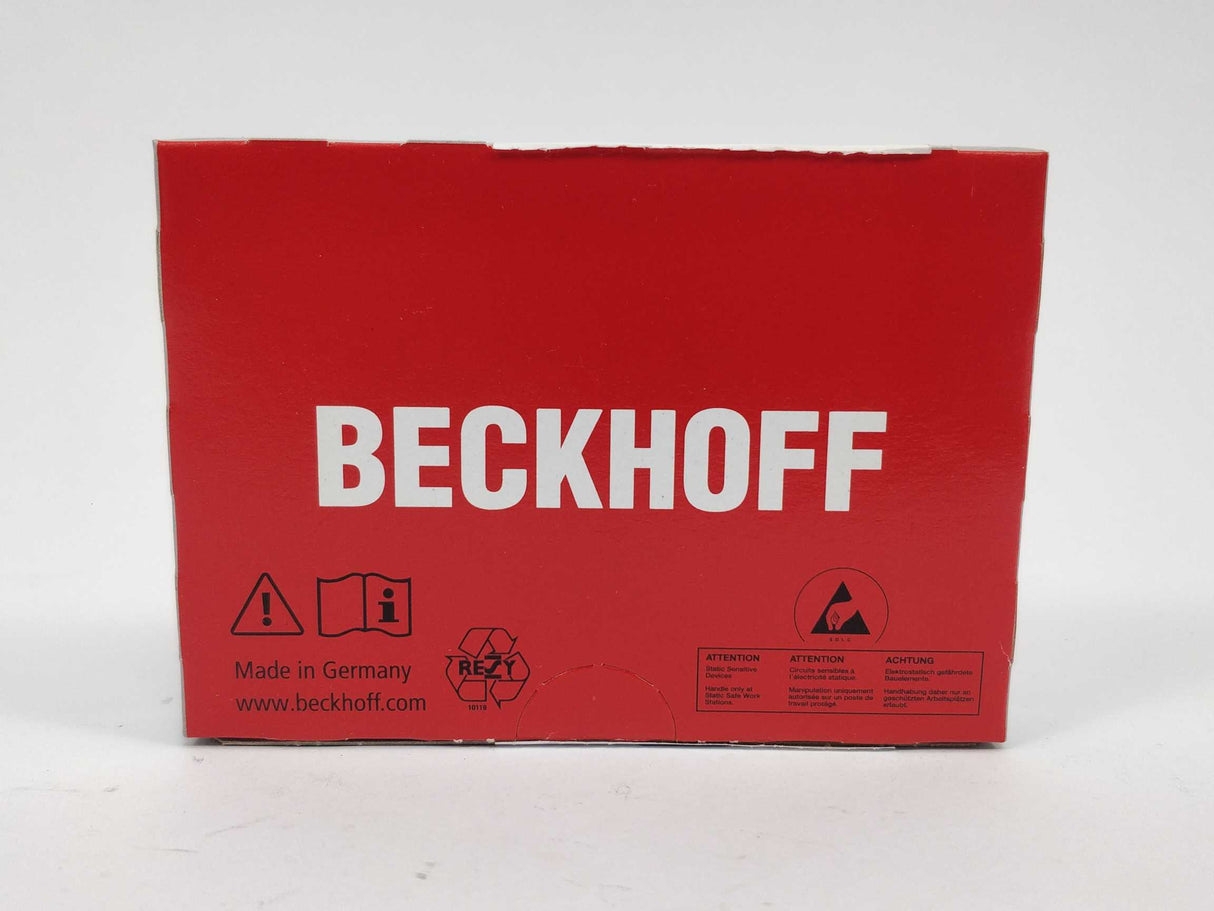 BECKHOFF
Made in Germany
www.beckhoff.com
RESY
10118
S D L C
ATTENTION
Static Sensitive
Devices
Handle only at
Static Safe Work
Stations.
ATTENTION
Circuits sensibles à
l'électricité statique.
Manipulation uniquement
autorisée sur un poste de
travail protégé.
ACHTUNG
Elektrostatisch gefährdete
Bauelemente.
Handhabung daher nur an
geschützten Arbeitsplätzen
erlaubt.